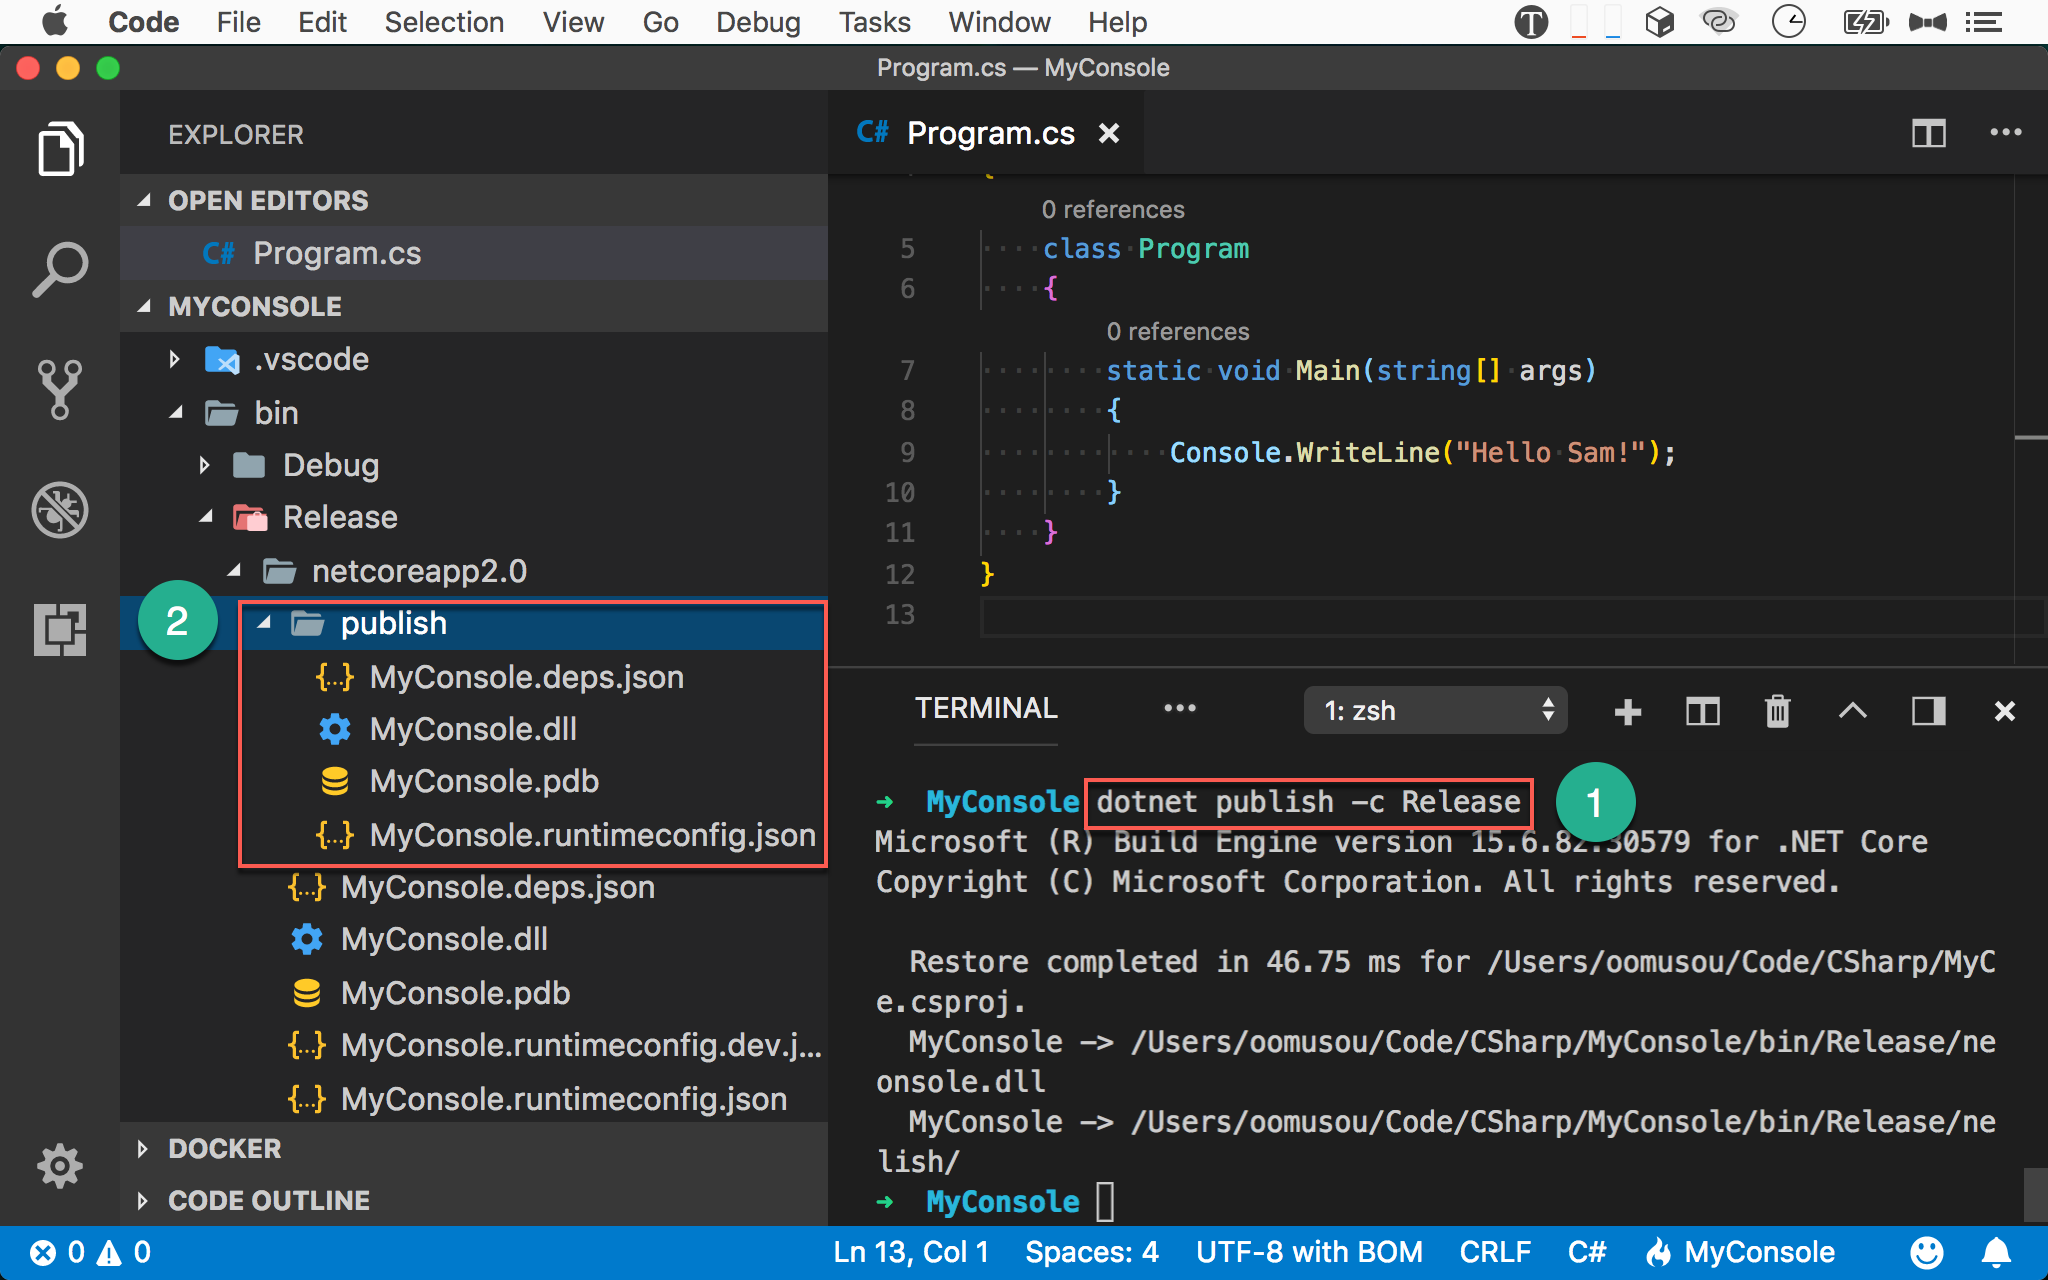 Code File Edit Selection View Go Debug Tasks Window Help
Program.cs — MyConsole
EXPLORER
OPEN EDITORS
C# Program.cs
MYCONSOLE
.vscode
bin
Debug
Release
netcoreapp2.0
2
publish
{..} MyConsole.deps.json
MyConsole.dll
MyConsole.pdb
{..} MyConsole.runtimeconfig.json
{..} MyConsole.deps.json
MyConsole.dll
MyConsole.pdb
{..} MyConsole.runtimeconfig.dev.j...
{..} MyConsole.runtimeconfig.json
DOCKER
CODE OUTLINE
C# Program.cs
{
0 references
5 class Program
6 {
0 references
7 static void Main(string[] args)
8 {
9 Console.WriteLine("Hello Sam!");
10 }
11 }
12 }
13
TERMINAL ••• 1: zsh
➜ MyConsole dotnet publish -c Release 1
Microsoft (R) Build Engine version 15.6.82.30579 for .NET Core
Copyright (C) Microsoft Corporation. All rights reserved.
Restore completed in 46.75 ms for /Users/oomusou/Code/CSharp/MyC
e.csproj.
MyConsole -> /Users/oomusou/Code/CSharp/MyConsole/bin/Release/ne
onsole.dll
MyConsole -> /Users/oomusou/Code/CSharp/MyConsole/bin/Release/ne
lish/
➜ MyConsole
0 0 Ln 13, Col 1 Spaces: 4 UTF-8 with BOM CRLF C# MyConsole